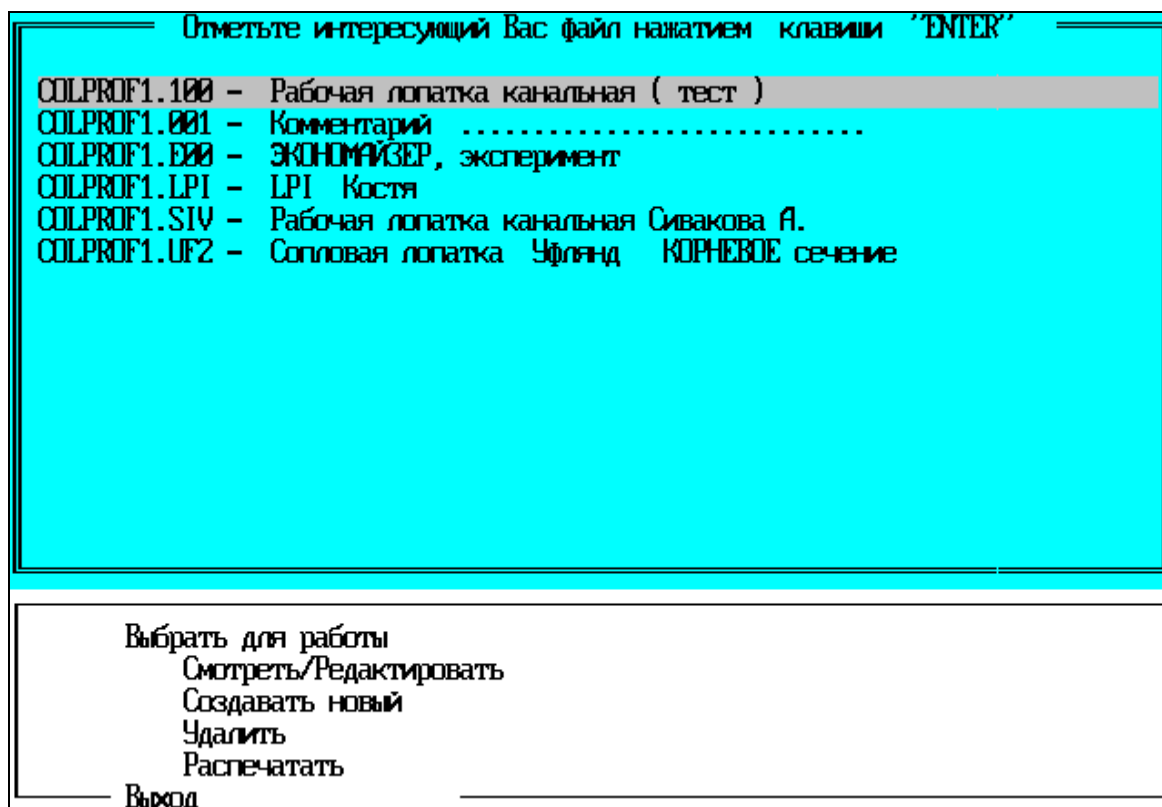 Отметьте интересующий Вас файл нажатием клавиши ''ENTER''
COLPROF1.100 - Рабочая лопатка канальная ( тест )
COLPROF1.001 - Комментарий ............................
COLPROF1.E00 - ЭКОНОМАЙЗЕР, эксперимент
COLPROF1.LPI - LPI Костя
COLPROF1.SIV - Рабочая лопатка канальная Сивакова А.
COLPROF1.UF2 - Сопловая лопатка Уфлянд КОРНЕВОЕ сечение
Выбрать для работы
Смотреть/Редактировать
Создавать новый
Удалить
Распечатать
Выход